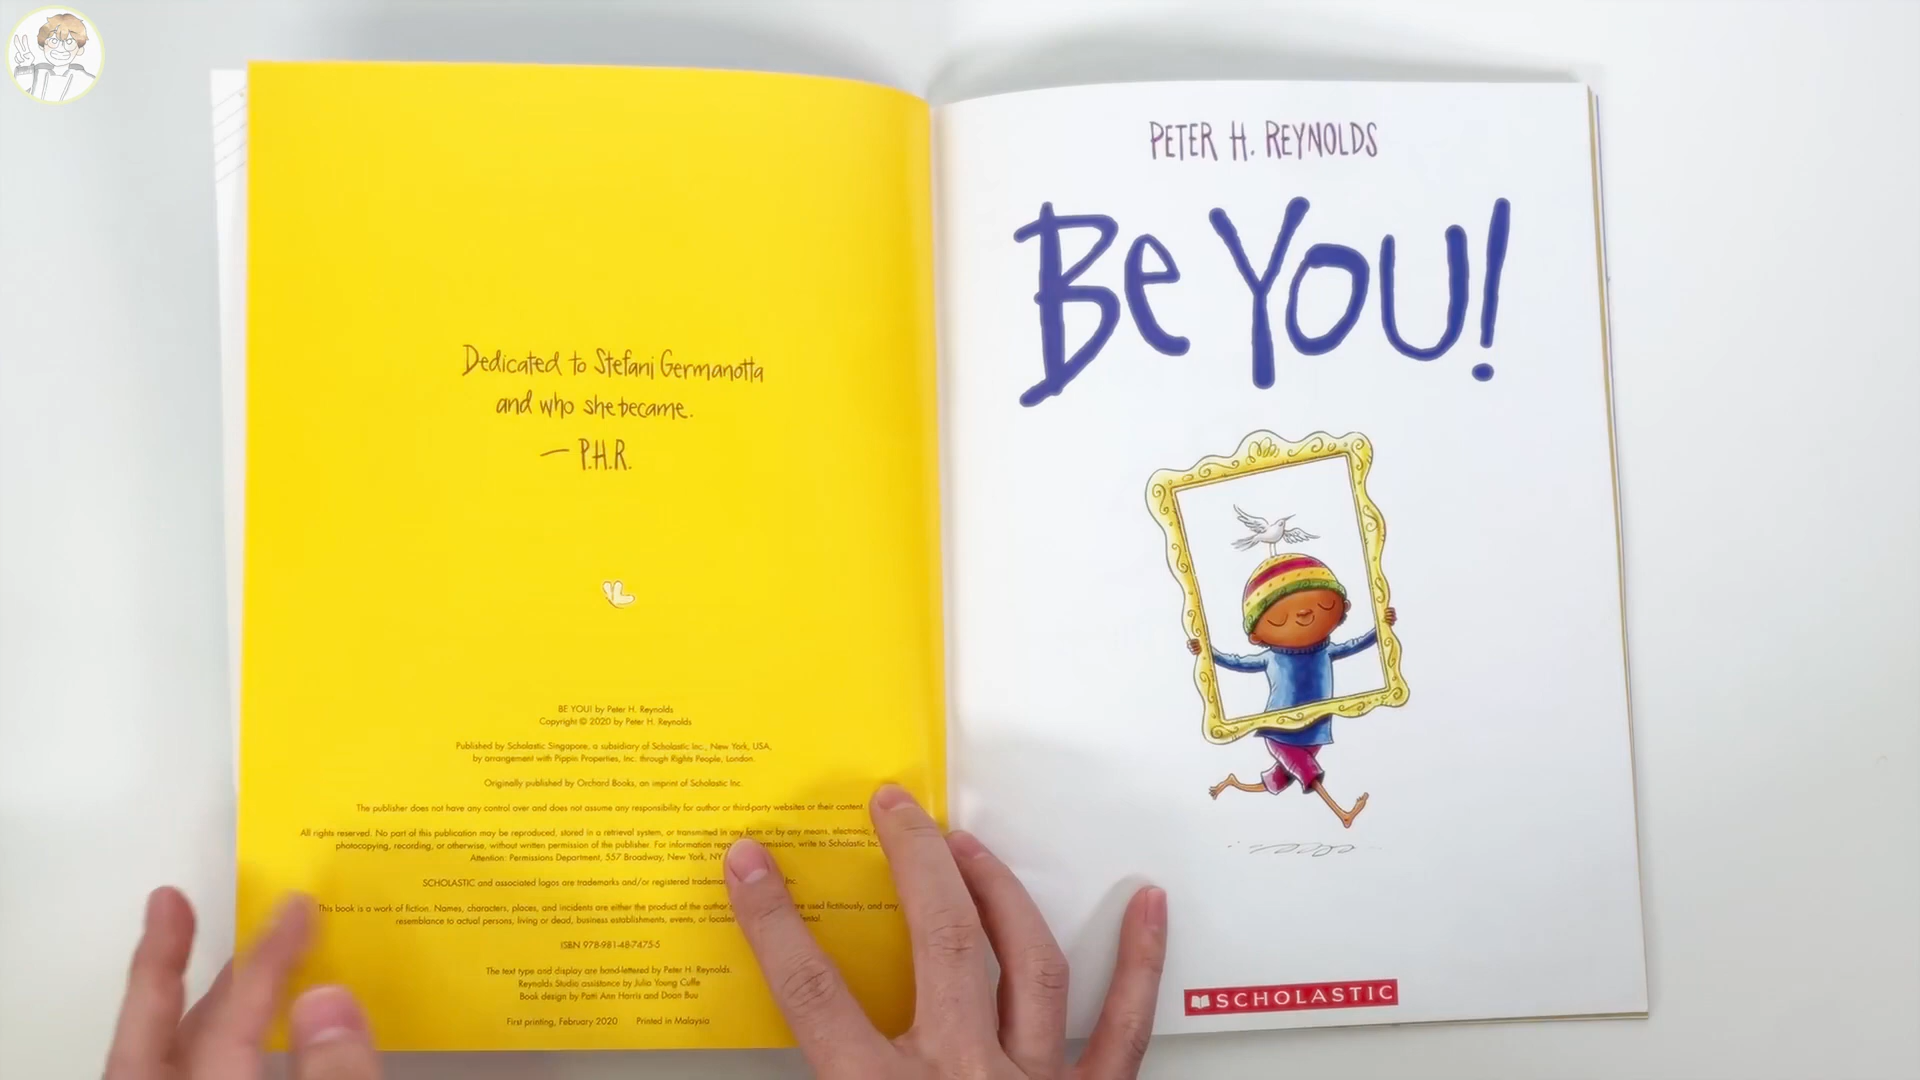 Dedicated to Stefani Germanotta
and who she became.
— P.H.R.
BE YOU! by Peter H. Reynolds
Copyright © 2020 by Peter H. Reynolds
Published by Scholastic Singapore, a subsidiary of Scholastic Inc., New York, USA,
by arrangement with Pippin Properties, Inc. through Rights People, London.
Originally published by Orchard Books, an imprint of Scholastic Inc.
The publisher does not have any control over and does not assume any responsibility for author or third-party websites or their content.
All rights reserved. No part of this publication may be reproduced, stored in a retrieval system, or transmitted in any form or by any means, electronic,
photocopying, recording, or otherwise, without written permission of the publisher. For information permission, write to Scholastic Inc.
Attention: Permissions Department, 557 Broadway, New York, NY
SCHOLASTIC and associated logos are trademarks and/or registered
This book is a work of fiction. Names, characters, places, and incidents are either the product of the author's are used fictitiously, and any
resemblance to actual persons, living or dead, business establishments, events, or
ISBN 978-981-48-7475-5
The text type and display are hand-lettered by Peter H. Reynolds.
Reynolds Studio assistance by Julia Young Cuffe
Book design by Patti Ann Harris and Doan Buu
First printing, February 2020 Printed in Malaysia
PETER H. REYNOLDS
BE YOU!
SCHOLASTIC